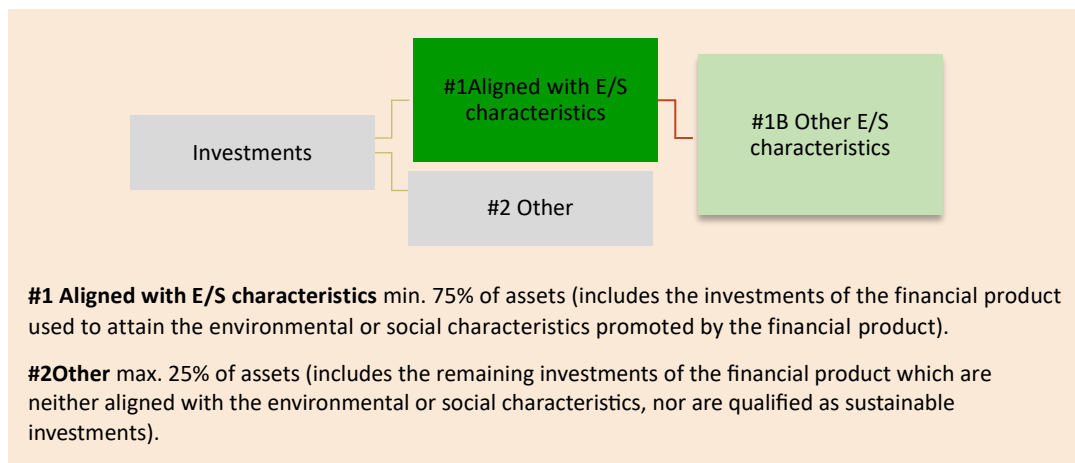 #1Aligned with E/S
characteristics
#1B Other E/S
characteristics
Investments
#2 Other
#1 Aligned with E/S characteristics min. 75% of assets (includes the investments of the financial product
used to attain the environmental or social characteristics promoted by the financial product).
#2Other max. 25% of assets (includes the remaining investments of the financial product which are
neither aligned with the environmental or social characteristics, nor are qualified as sustainable
investments).